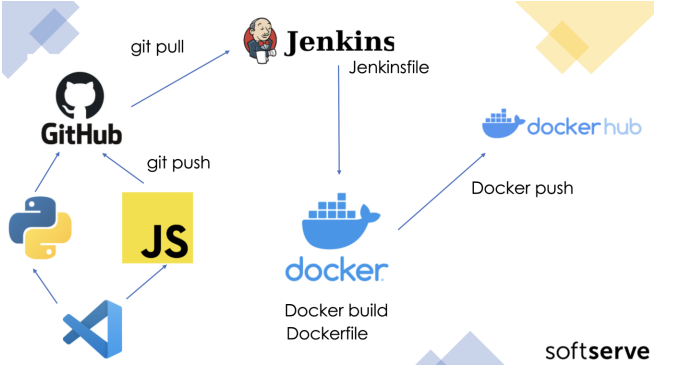 git pull
Jenkins
Jenkinsfile
GitHub
git push
docker hub
Docker push
JS
docker
Docker build
Dockerfile
softserve